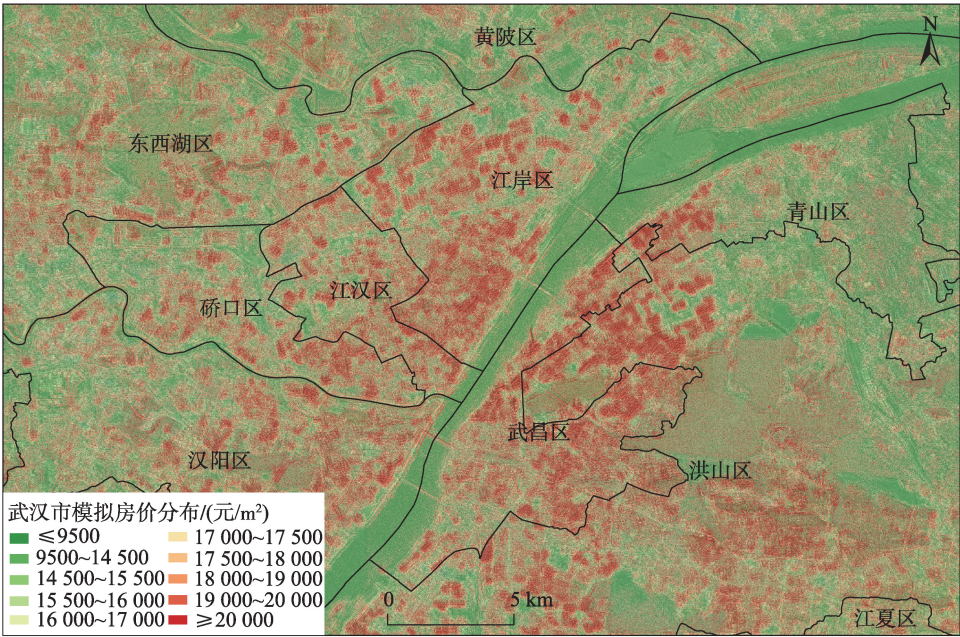 黄陂区
N
东西湖区
江岸区
青山区
江汉区
硚口区
武昌区
汉阳区
洪山区
武汉市模拟房价分布/(元/m²)
≤9500
9500~14 500
14 500~15 500
15 500~16 000
16 000~17 000
17 000~17 500
17 500~18 000
18 000~19 000
19 000~20 000
≥20 000
0 5 km
江夏区